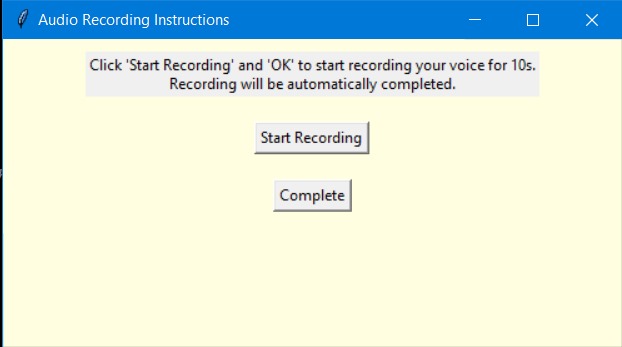 Audio Recording Instructions
Click 'Start Recording' and 'OK' to start recording your voice for 10s.
Recording will be automatically completed.
Start Recording
Complete